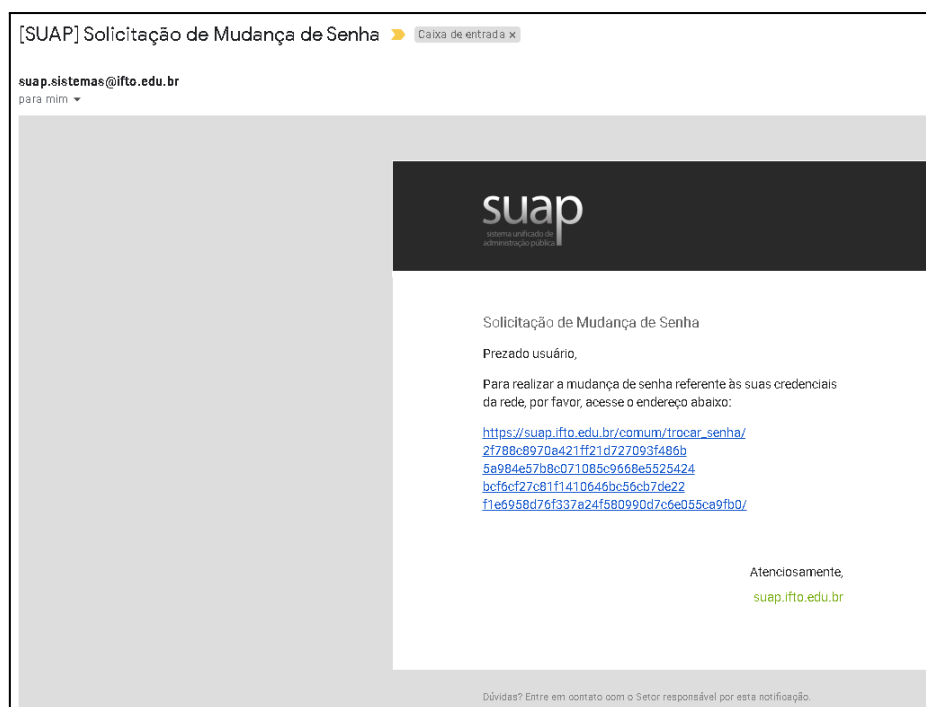 [SUAP] Solicitação de Mudança de Senha Caixa de entrada x
suap.sistemas@ifto.edu.br
para mim
suap
sistema unificado de
administração pública
Solicitação de Mudança de Senha
Prezado usuário,
Para realizar a mudança de senha referente às suas credenciais
da rede, por favor, acesse o endereço abaixo:
https://suap.ifto.edu.br/comum/trocar_senha/
2f788c8970a421ff21d727093f486b
5a984e57b8c071085c9668e5525424
bcf6cf27c81f1410646bc56cb7de22
f1e6958d76f337a24f580990d7c6e055ca9fb0/
Atenciosamente,
suap.ifto.edu.br
Dúvidas? Entre em contato com o Setor responsável por esta notificação.